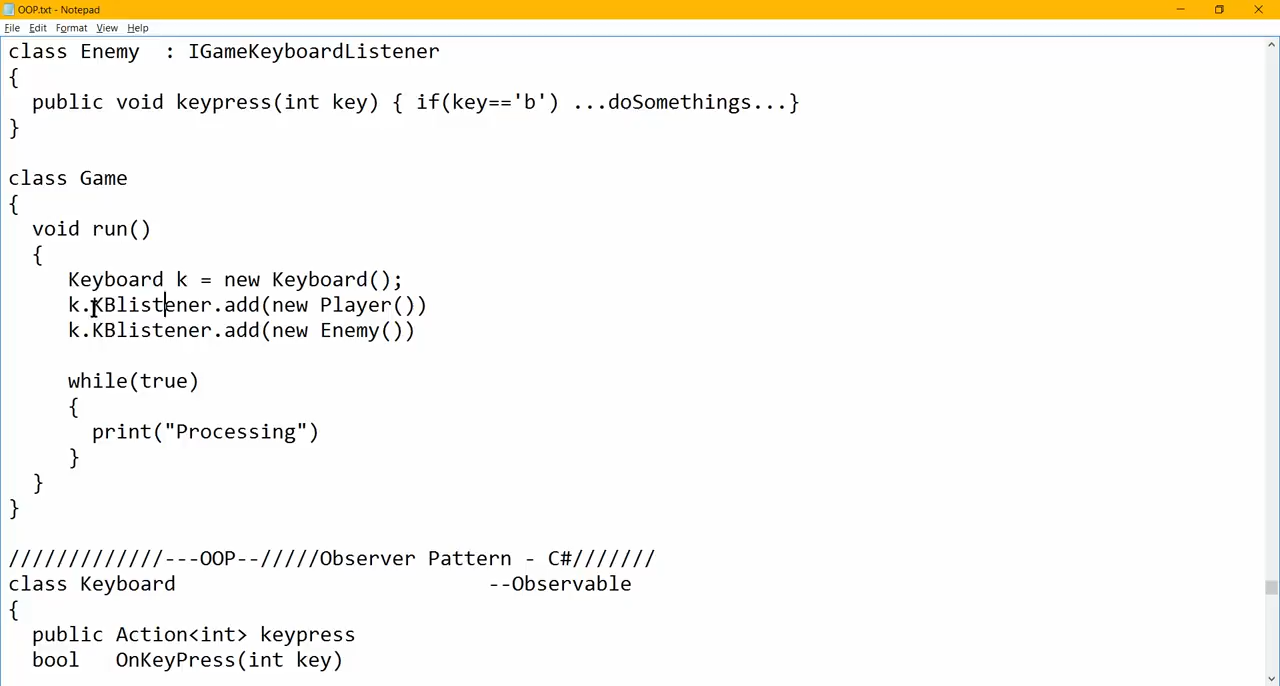 OOP.txt - Notepad
File Edit Format View Help
class Enemy  : IGameKeyboardListener
{
  public void keypress(int key) { if(key=='b') ...doSomethings...}
}
class Game
{
  void run()
  {
     Keyboard k = new Keyboard();
     k.KBlistener.add(new Player())
     k.KBlistener.add(new Enemy())
     while(true)
     {
       print("Processing")
     }
  }
}
/////////////---OOP--/////Observer Pattern - C#///////
class Keyboard                          --Observable
{
  public Action<int> keypress
  bool   OnKeyPress(int key)